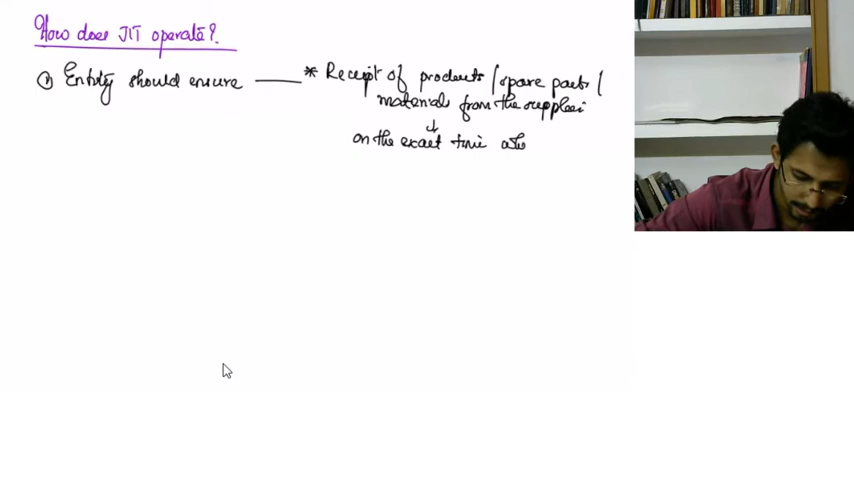 How does JIT operate?
① Entity should ensure —— * Receipt of products / spare parts /
materials from the supplier
↓
on the exact time